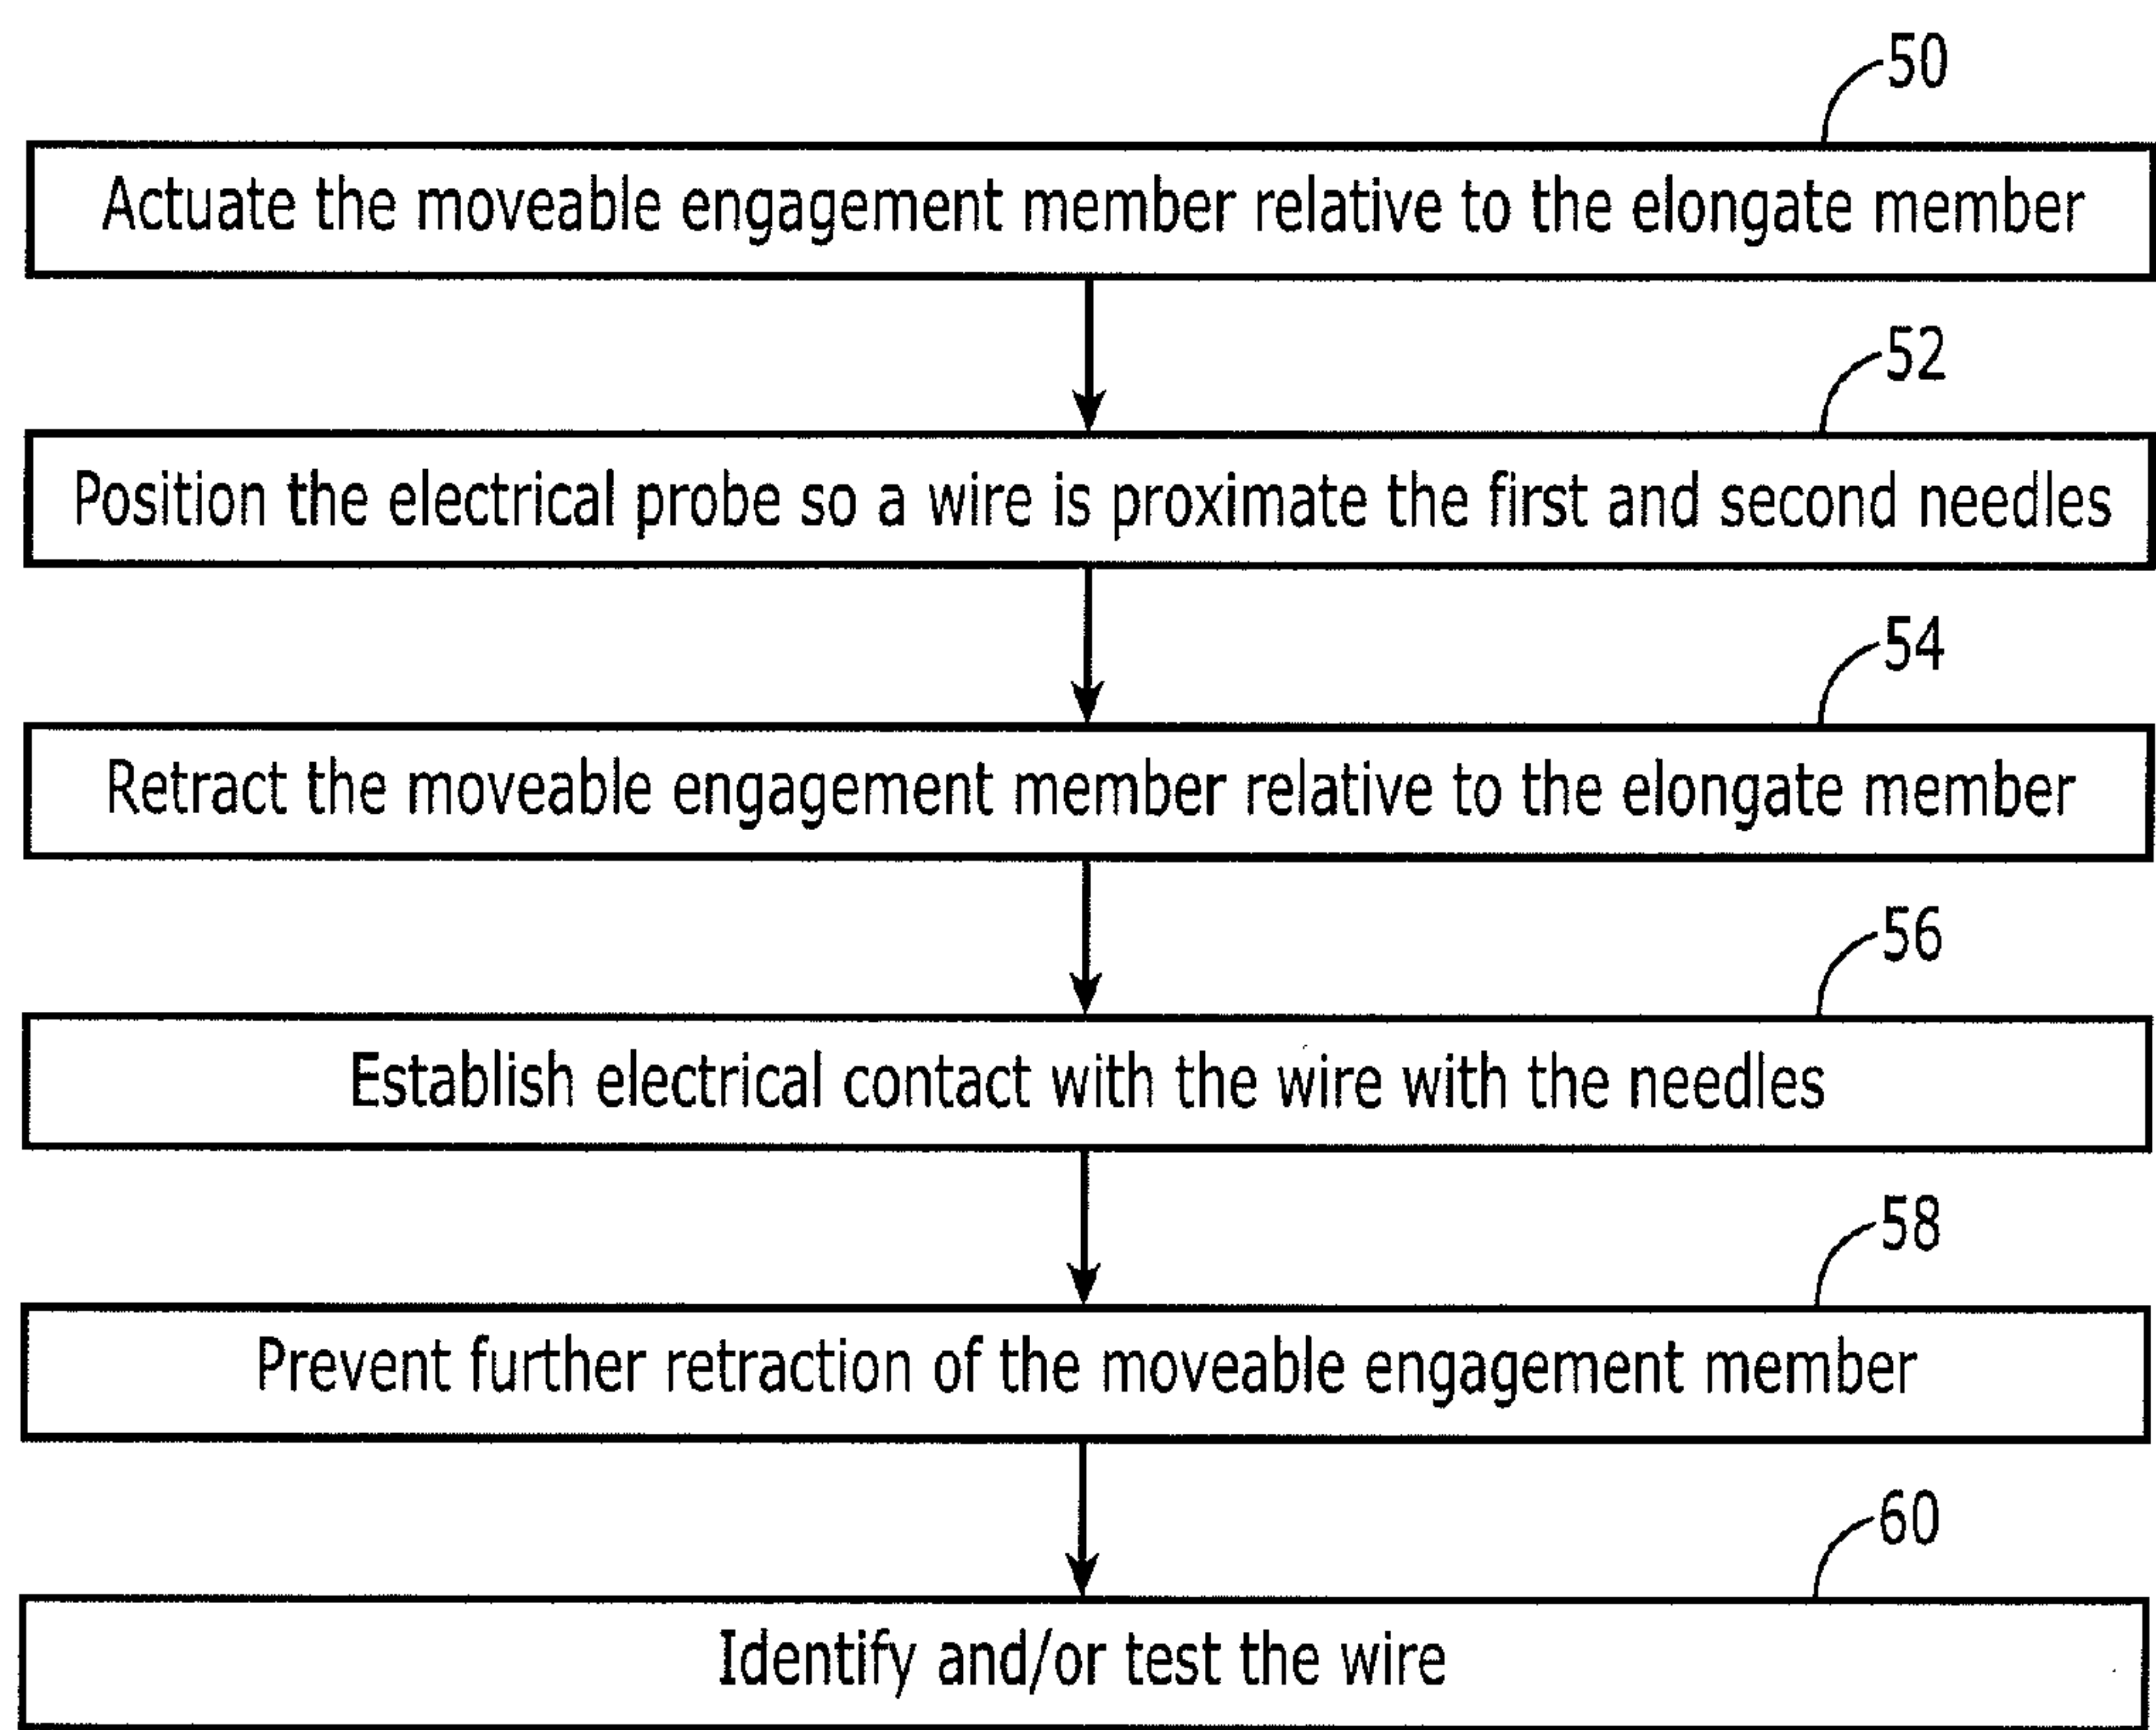 50
Actuate the moveable engagement member relative to the elongate member
52
Position the electrical probe so a wire is proximate the first and second needles
54
Retract the moveable engagement member relative to the elongate member
56
Establish electrical contact with the wire with the needles
58
Prevent further retraction of the moveable engagement member
60
Identify and/or test the wire